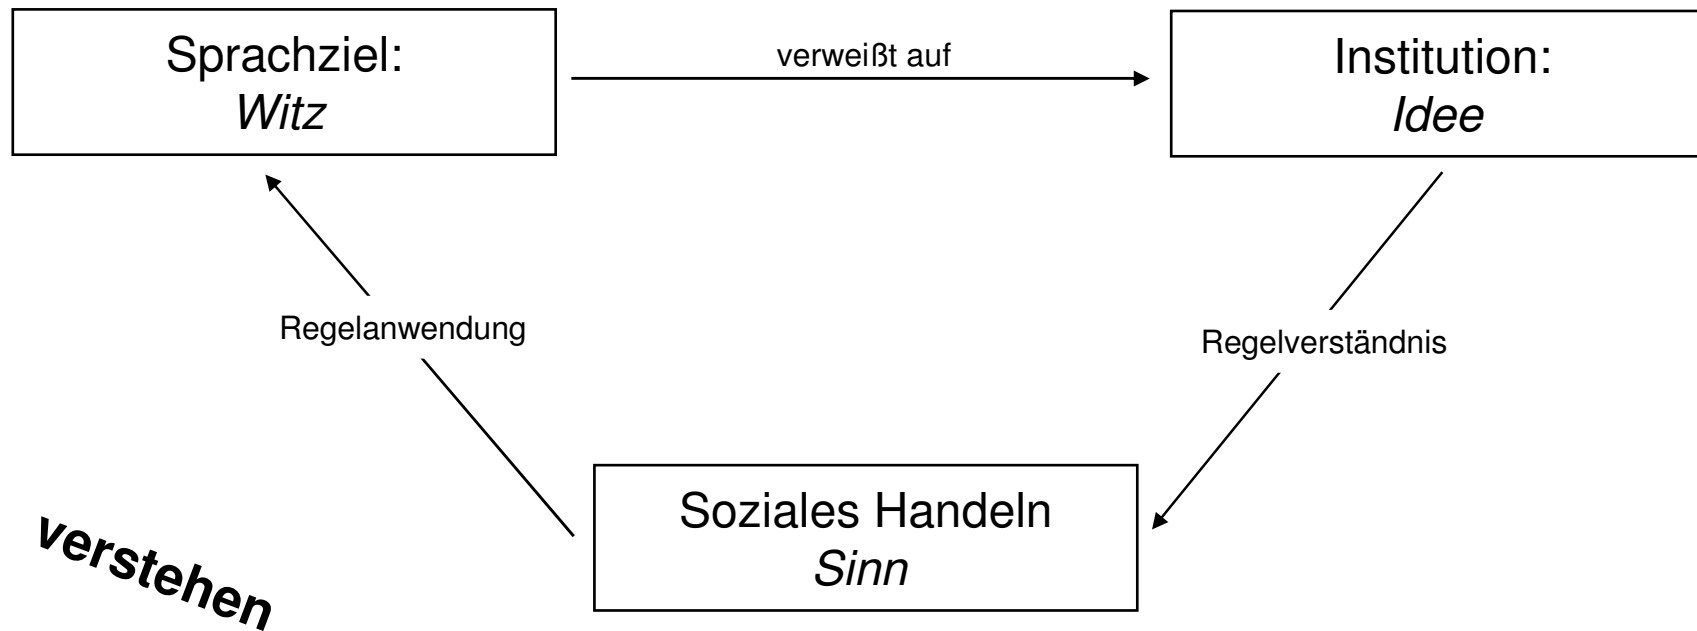 Sprachziel:
Witz
verweißt auf
Institution:
Idee
Regelanwendung
Regelverständnis
Soziales Handeln
Sinn
verstehen